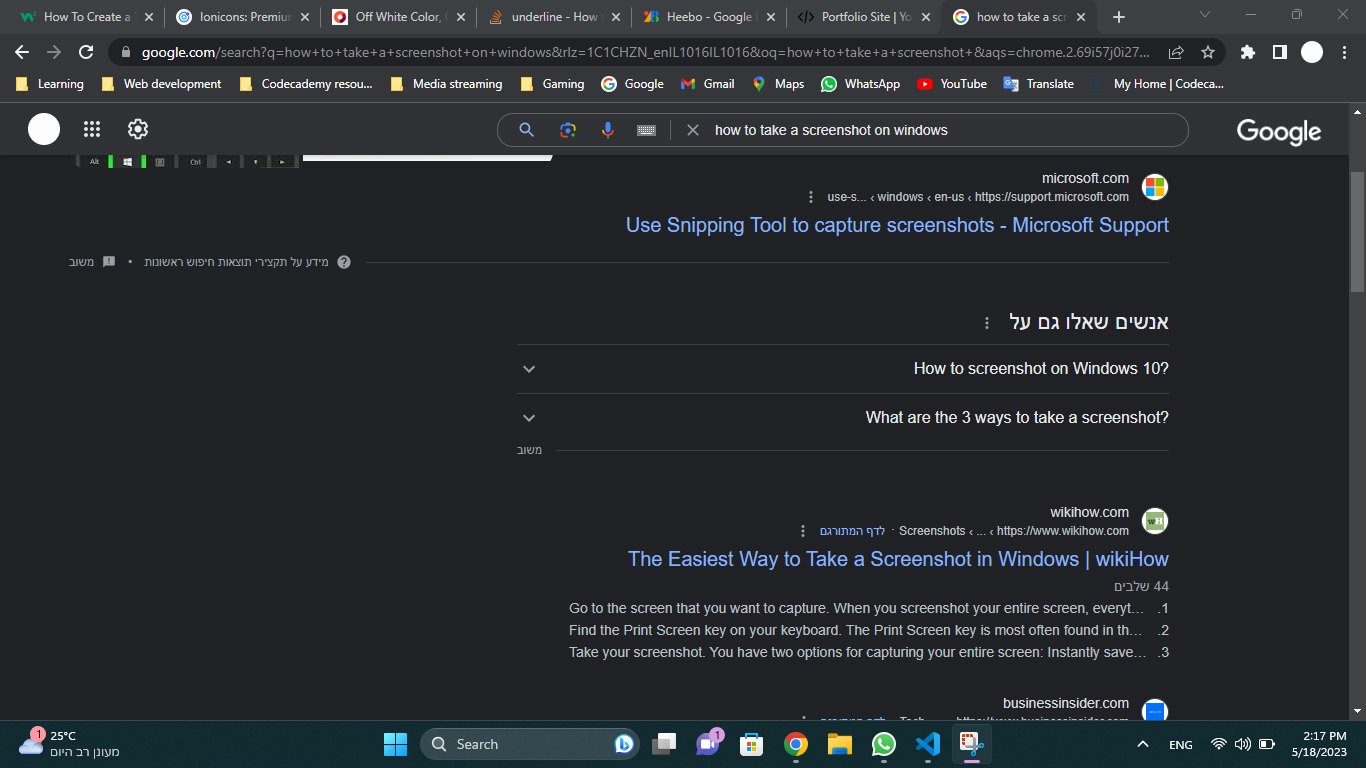 How To Create a
Ionicons: Premiu
Off White Color,
underline - How
Heebo - Google
Portfolio Site | Yo
how to take a scr
google.com/search?q=how+to+take+a+screenshot+on+windows&rlz=1C1CHZN_enIL1016IL1016&oq=how+to+take+a+screenshot+&aqs=chrome.2.69i57j0i27...
Learning
Web development
Codecademy resou...
Media streaming
Gaming
Google
Gmail
Maps
WhatsApp
YouTube
Translate
My Home | Codeca...
how to take a screenshot on windows
Google
Alt
Ctrl
microsoft.com
https://support.microsoft.com › en-us › windows › use-s...
Use Snipping Tool to capture screenshots - Microsoft Support
מידע על תקצירי תוצאות חיפוש ראשונות • משוב
אנשים שאלו גם על
How to screenshot on Windows 10?
What are the 3 ways to take a screenshot?
משוב
wikihow.com
https://www.wikihow.com › ... › Screenshots · לדף המתורגם
The Easiest Way to Take a Screenshot in Windows | wikiHow
44 שלבים
1. Go to the screen that you want to capture. When you screenshot your entire screen, everyt...
2. Find the Print Screen key on your keyboard. The Print Screen key is most often found in th...
3. Take your screenshot. You have two options for capturing your entire screen: Instantly save...
businessinsider.com
1
25°C
מעונן רב היום
Search
1
ENG
2:17 PM
5/18/2023